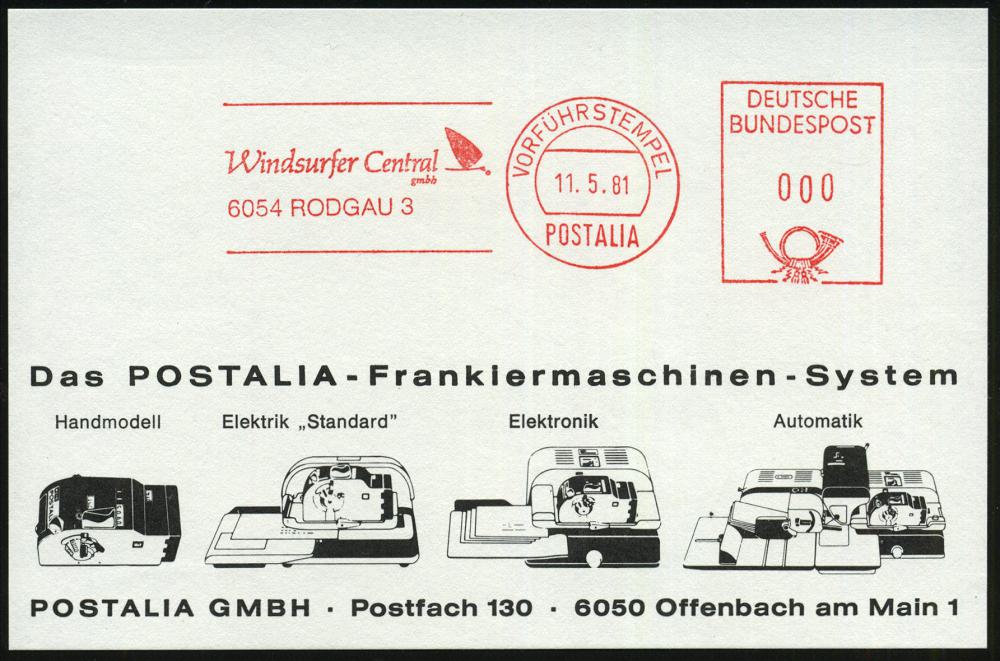 Windsurfer Central
gmbh
6054 RODGAU 3
VORFÜHRSTEMPEL
11. 5. 81
POSTALIA
DEUTSCHE
BUNDESPOST
000
Das POSTALIA-Frankiermaschinen-System
Handmodell Elektrik „Standard” Elektronik Automatik
POSTALIA GMBH · Postfach 130 · 6050 Offenbach am Main 1